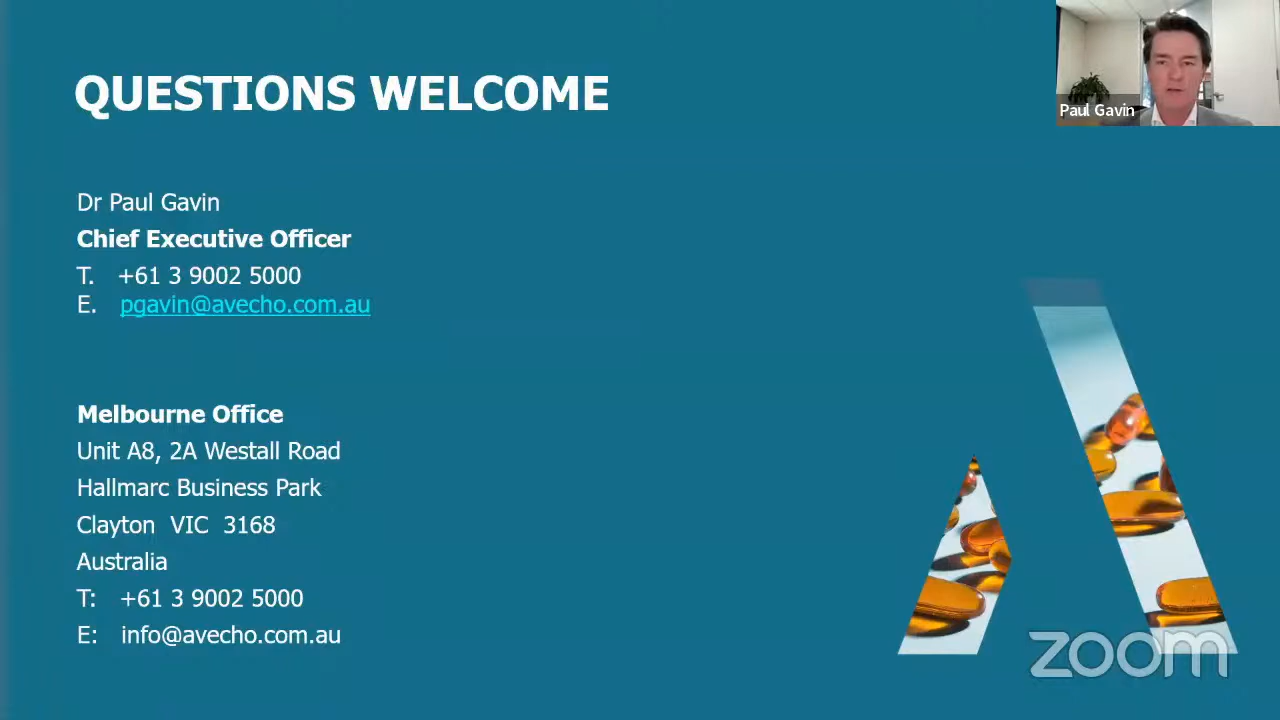 QUESTIONS WELCOME
Paul Gavin
Dr Paul Gavin
Chief Executive Officer
T. +61 3 9002 5000
E. pgavin@avecho.com.au
Melbourne Office
Unit A8, 2A Westall Road
Hallmarc Business Park
Clayton VIC 3168
Australia
T: +61 3 9002 5000
E: info@avecho.com.au
zoom